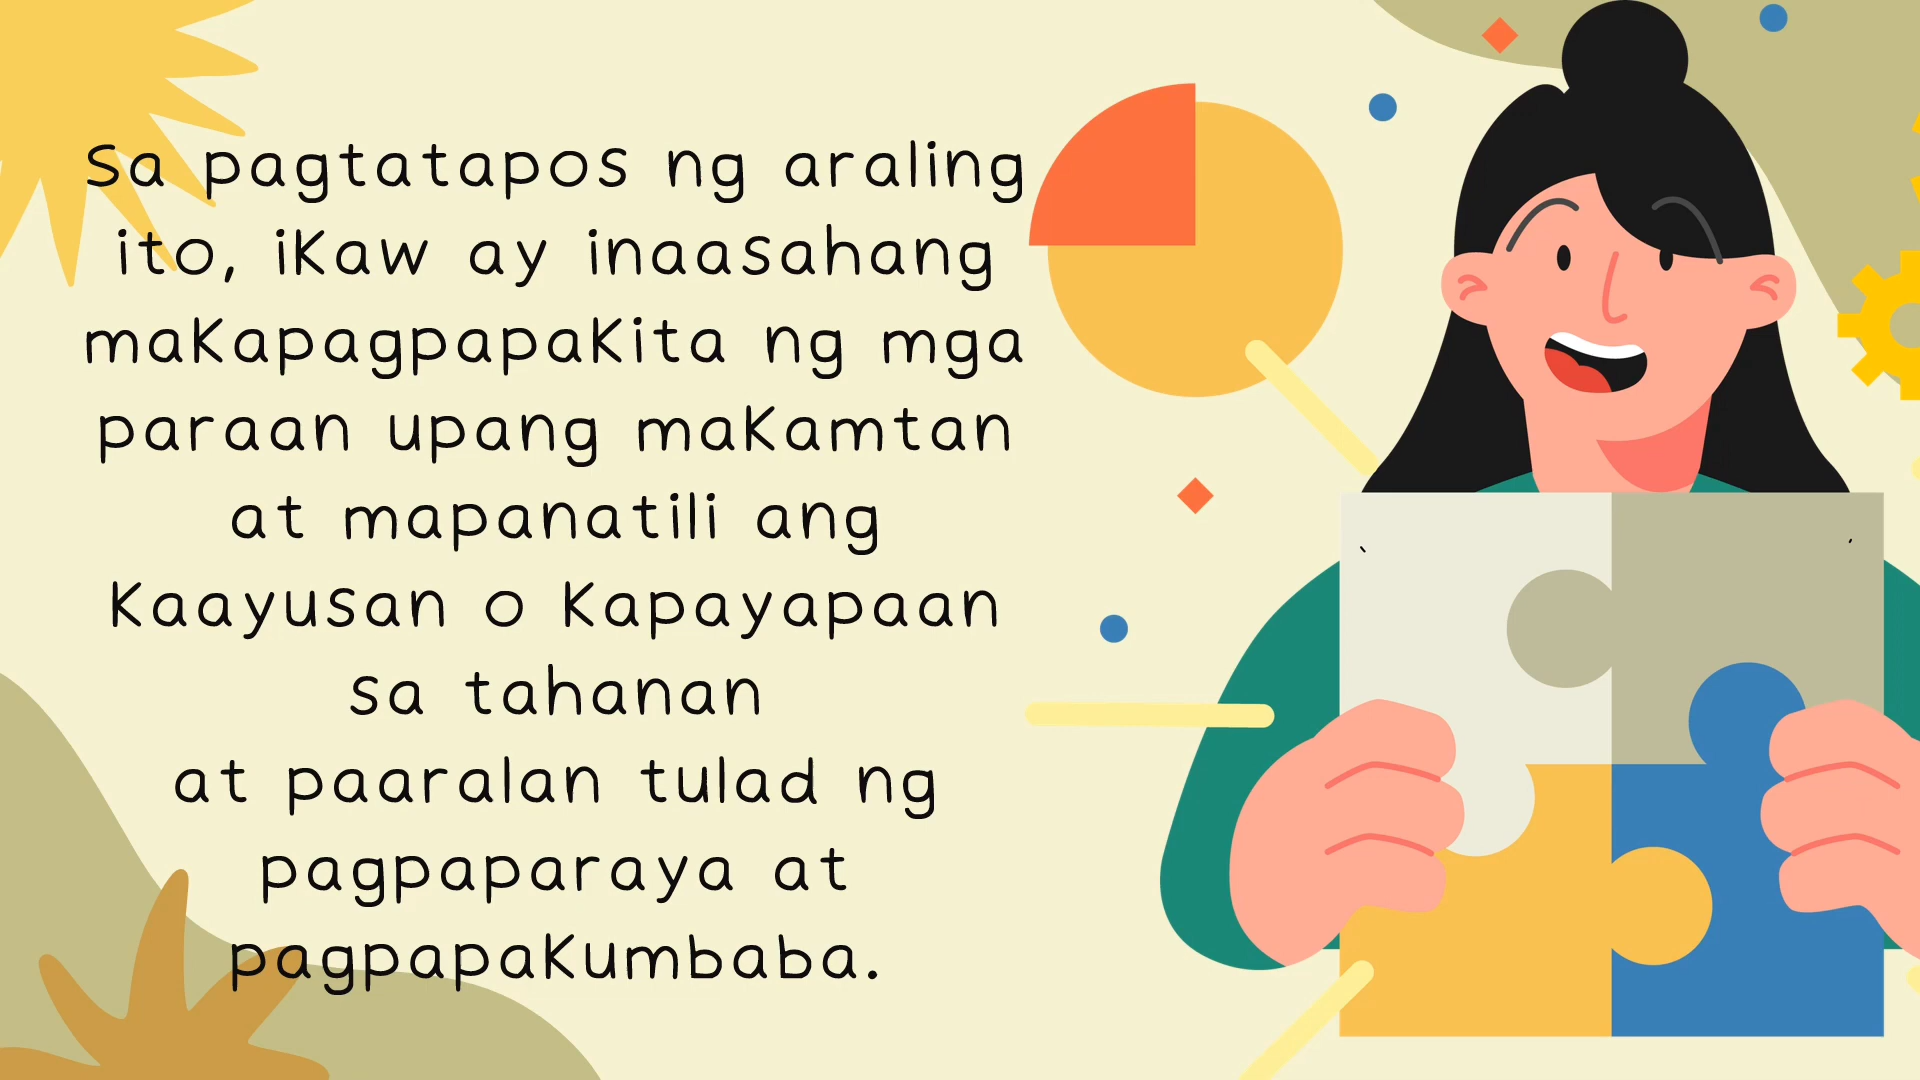 Sa pagtatapos ng araling
ito, ikaw ay inaasahang
makapagpapakita ng mga
paraan upang makamtan
at mapanatili ang
kaayusan o kapayapaan
sa tahanan
at paaralan tulad ng
pagpaparaya at
pagpapakumbaba.